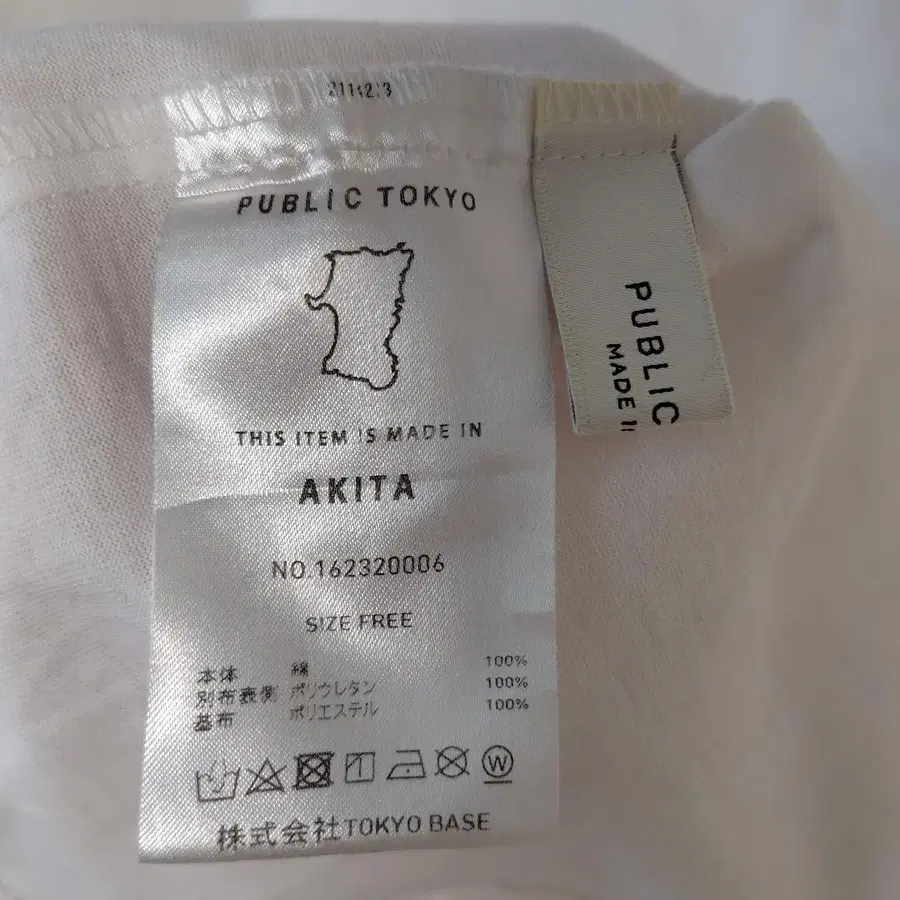 PUBLIC TOKYO
THIS ITEM IS MADE IN
AKITA
NO.162320006
SIZE FREE
本体 綿 100%
別布表側 ポリウレタン 100%
基布 ポリエステル 100%
W
株式会社TOKYO BASE
PUBLIC
MADE